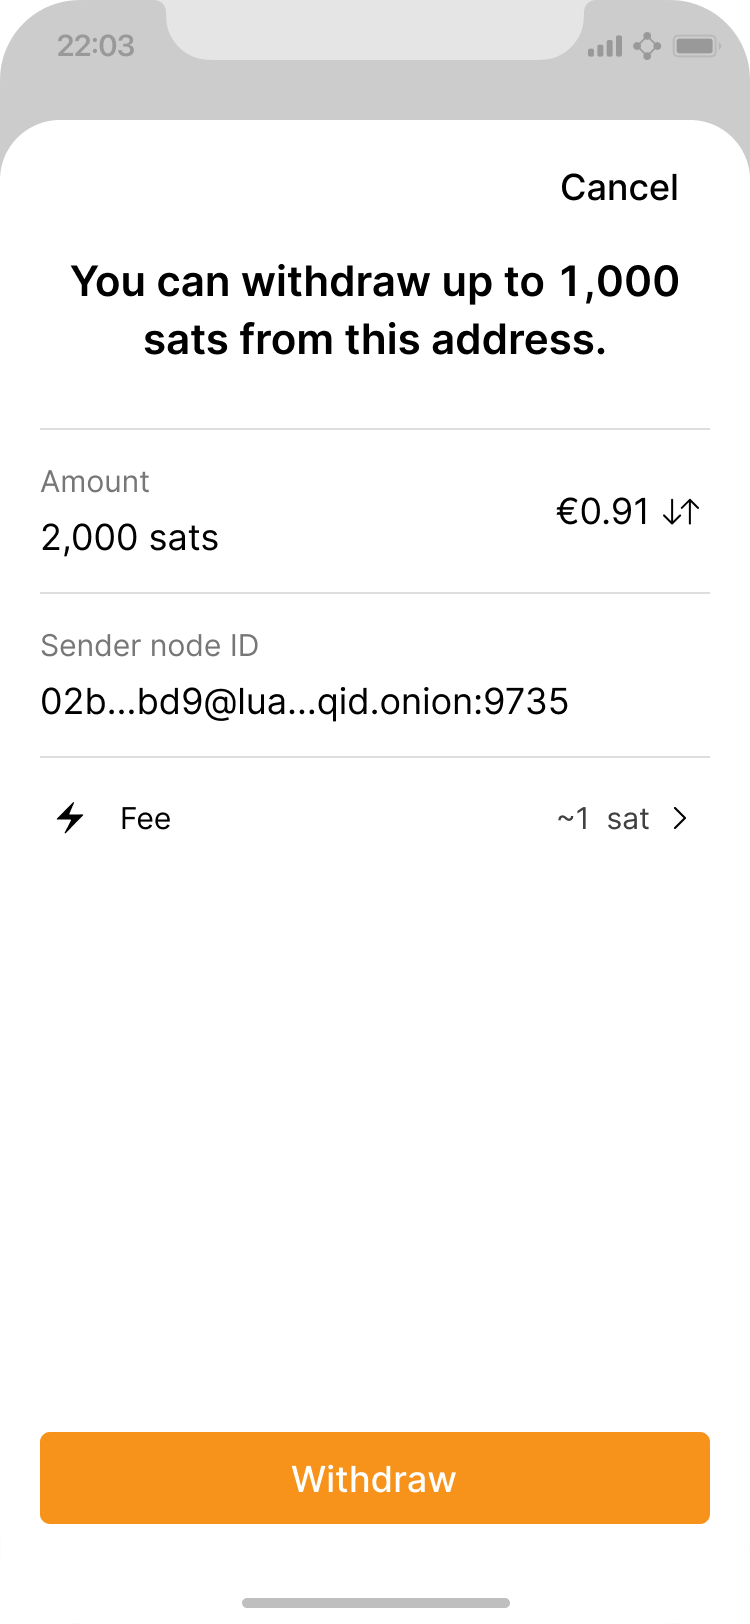 22:03
Cancel
You can withdraw up to 1,000
sats from this address.
Amount
2,000 sats
€0.91
Sender node ID
02b...bd9@lua...qid.onion:9735
Fee
~1 sat
Withdraw